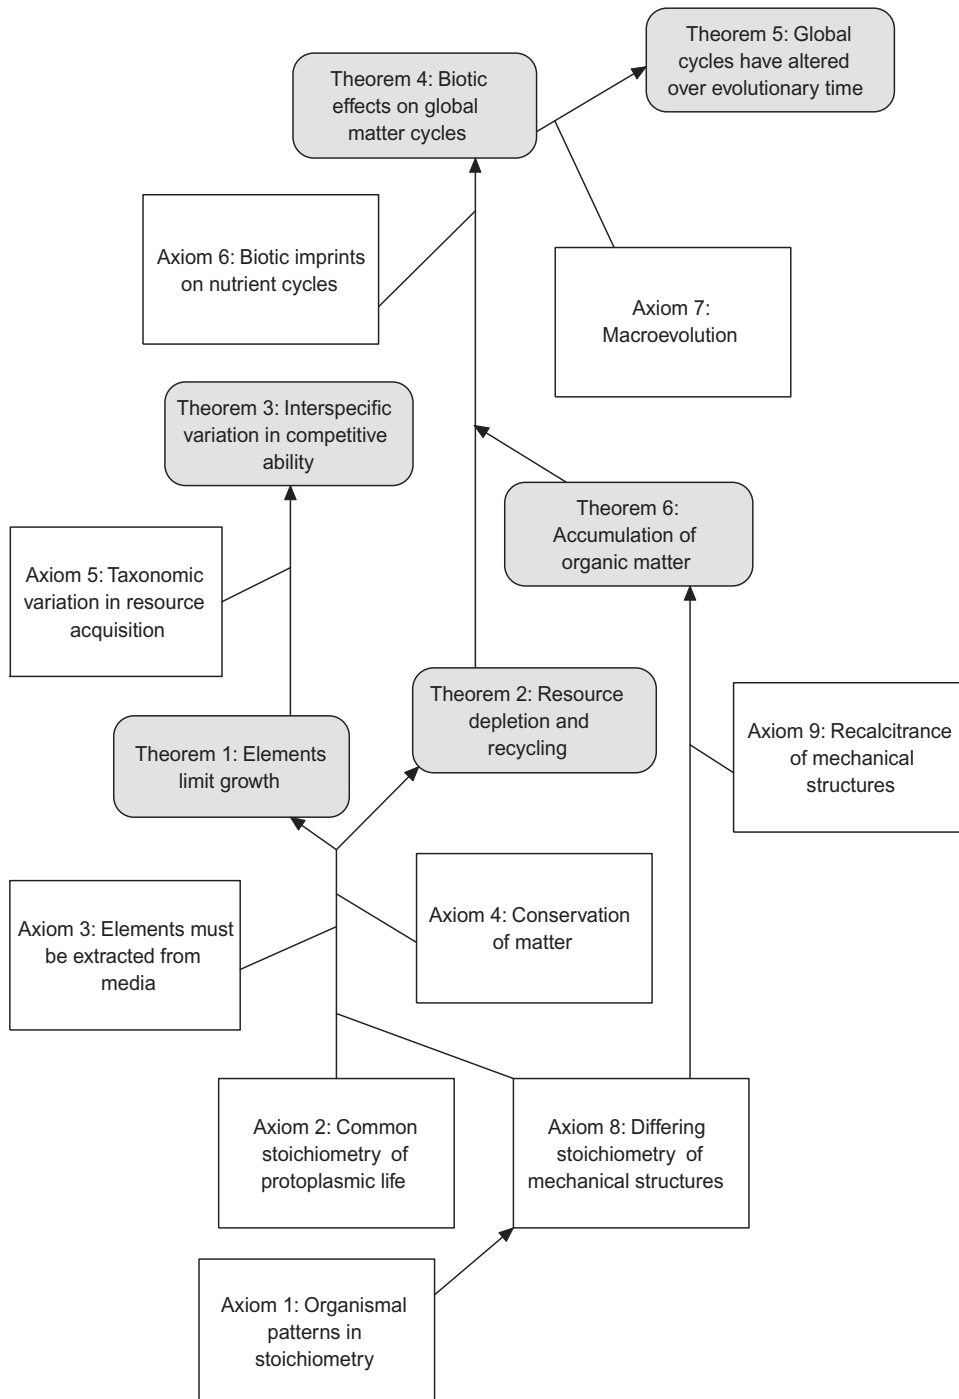 Theorem 5: Global
cycles have altered
over evolutionary time
Theorem 4: Biotic
effects on global
matter cycles
Axiom 6: Biotic imprints
on nutrient cycles
Axiom 7:
Macroevolution
Theorem 3: Interspecific
variation in competitive
ability
Theorem 6:
Accumulation of
organic matter
Axiom 5: Taxonomic
variation in resource
acquisition
Theorem 2: Resource
depletion and
recycling
Theorem 1: Elements
limit growth
Axiom 9: Recalcitrance
of mechanical
structures
Axiom 3: Elements must
be extracted from
media
Axiom 4: Conservation
of matter
Axiom 2: Common
stoichiometry of
protoplasmic life
Axiom 8: Differing
stoichiometry of
mechanical structures
Axiom 1: Organismal
patterns in
stoichiometry